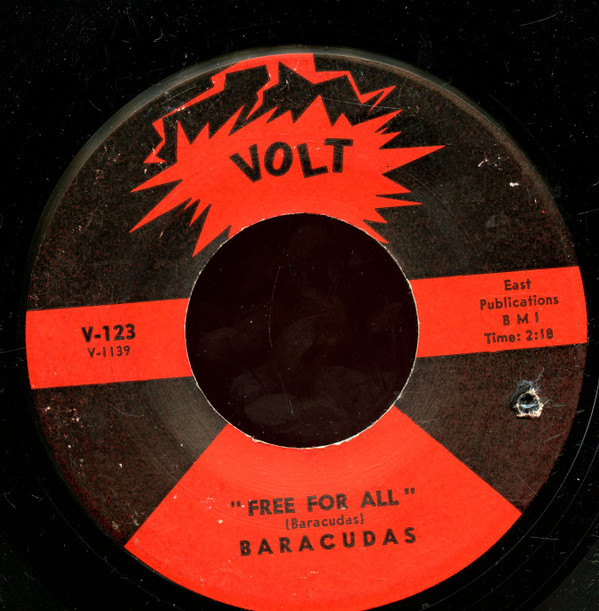 VOLT
V-123
V-1139
East
Publications
B M I
Time: 2:18
"FREE FOR ALL"
(Baracudas)
BARACUDAS